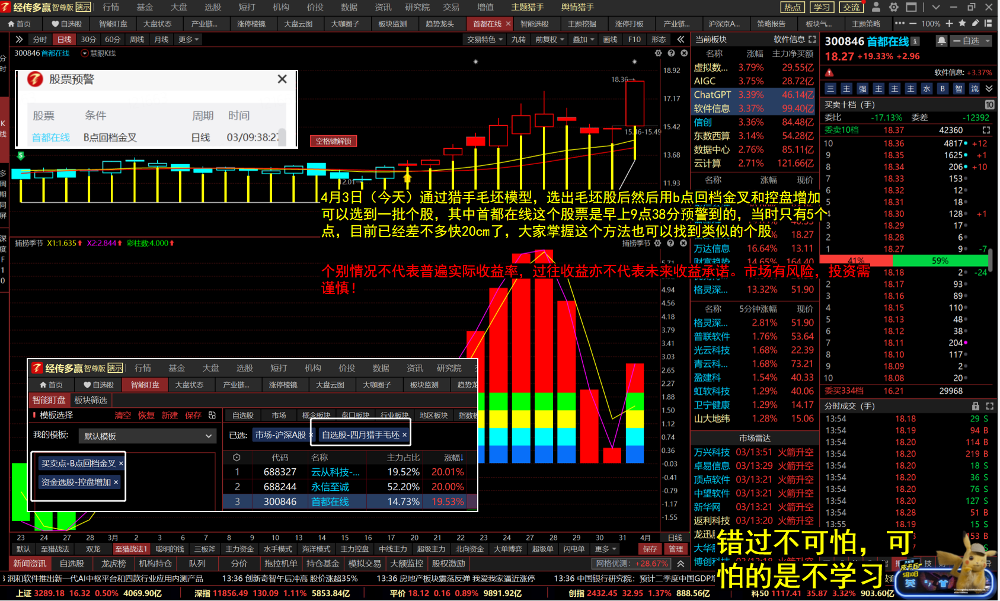 经传多赢 智尊版 演示 行情 基金 大盘 选股 短打 机构 价投 数据 资讯 研究院 交易 增值 主题猎手 舆情猎手 热点 学习 交流
首页 自选股 智能盯盘 大盘状态 产业链... 涨停棱镜 大盘云图 大咖圈子 板块监测 趋势龙头 首都在线 × 智能选股 主题挖掘 涨停打板 产业链... 沪深京A... 策略报告 板块气... 主题策略 100%
分时 日线 30分 60分 周线 月线 更多 交易特色 九转 前复权 叠加 画线 F10 形态
300846 首都在线 慧眼K线
股票预警
股票 条件 周期 时间
首都在线 B点回档金叉 日线 03/09:38:27
空格键解锁
18.36
18.92
17.17
15.42
13.68
11.93
15.46-15.49
12.01
4月3日（今天）通过猎手毛坯模型，选出毛坯股后然后用b点回档金叉和控盘增加
可以选到一批个股，其中首都在线这个股票是早上9点38分预警到的，当时只有5个
点，目前已经差不多快20cm了，大家掌握这个方法也可以找到类似的个股
捕捞季节 X1:1.635 X2:2.844 彩柱数:4.000 捕捞季节
个别情况不代表普遍实际收益率，过往收益亦不代表未来收益承诺。市场有风险，投资需
谨慎！
4.94
4.56
4.18
3.79
3.41
3.03
2.65
2.27
1.88
1.50
1.12
0.74
0.36
-0.03
-0.41
-0.79
-1.17
-1.55
经传多赢 智尊版 演示 行情 基金 大盘 选股 短打 机构 价投 数据 资讯 研究院
首页 自选股 智能盯盘 大盘状态 产业链... 涨停棱镜 大盘云图 大咖圈子 板块监测 趋势龙
智能盯盘 板块筛选
模板选择 清空 恢复 新建 保存 自选股 市场 概念板块 盘口板块 行业板块 地区板块 指数板
我的模板: 默认模板 已选: 市场-沪深A股 × 自选股-四月猎手毛坯 ×
买卖点-B点回档金叉 ×
资金选股-控盘增加 ×
代码 名称 主力占比 涨幅↓
1 688327 云从科技-... 19.52% 20.01%
2 688244 永信至诚 52.20% 20.00%
3 300846 首都在线 14.73% 19.53%
23 24 27 28 3月 2 3 6 7 8 9 10 13 14 15 16 17 20 21 22 23 24 27 28 29 30 31 4月 日线
默认 至猎战法 双龙 至猎战法1 聪明的钱 三板斧 主力资金 水手模式 海洋模式 主力控盘 中线主力 超级主力 北向资金 大单博弈 超级单 闪电单 更多 保存 管理
新闻资讯 自选股 龙虎榜 机构持仓 队列 分价 拖拉机单 持仓基金 模拟交易 大额监控 股权激励 网格优测: +28.67%
润和软件推出新一代AI中枢平台和四款行业应用内测产品 13:36 创新奇智午后冲高 股价涨超35% 13:36 房地产板块震荡反弹 我爱我家逼近涨停 13:36 中国银行研究院：预计二季度中国GDP
上证 3289.18 16.32 0.50% 4069.90亿 深指 11856.49 130.09 1.11% 5853.84亿 平价 18.12 0.16 0.89% 9891.92亿 创指 2432.45 32.95 1.37% 888.56亿 科50 1117.41 35.87 3.32% 903.60亿
当前板块 软件信息
名称 涨幅 主力净买额
虚拟数... 3.79% 29.55亿
AIGC 3.75% 28.72亿
ChatGPT 3.39% 46.14亿
软件信息 3.37% 99.40亿
信创 3.36% 84.48亿
东数西算 3.14% 54.28亿
数据中心 2.76% 85.11亿
云计算 2.71% 121.66亿
名称 涨幅 现价
18.27
万达信息 16.64% 13.11
财富趋势 14.65% 164.40
格灵深... 13.32% 51.90
名称 5分钟涨幅 现价
格灵深... 2.81% 51.90
普联软件 1.76% 53.64
光云科技 1.68% 22.39
青云科... 1.68% 73.21
盈建科 1.54% 40.33
虹软科技 1.29% 40.06
卫宁健康 1.29% 14.17
山大地纬 1.28% 15.06
市场雷达
万兴科技 03/13:51 火箭升空
卓易信息 03/13:29 火箭升空
顶点软件 03/13:21 火箭升空
中望软件 03/13:21 火箭升空
新华网 03/13:21 火箭升空
返利科技 03/13:20 火箭升空
300846 首都在线 自选
18.27 +19.33% +2.96
软件信息: +3.37%
三 主 强 主 主 主 水 B 智 流
买卖十档 (手) 10
委比 -17.13% 委差 -12392
委卖10档 18.37 42360
10 18.36 4817 +12
9 18.35 1625 +1
8 18.34 206 +10
7 18.33 153
6 18.32 12
5 18.31 18
4 18.30 128 +1
3 18.29 17
2 18.28 6
1 18.27 9 -7
41% 59%
18.18 2 -24
2 18.17 93
3 18.16 89
4 18.15 110
5 18.13 48
6 18.12 38
7 18.11 204
8 18.10 117
9 18.09 2
10 18.08 20
委买334档 16.21 29968
分时成交 (手)
13:54 18.18 29 S
13:54 18.19 94 B
13:54 18.20 114 B
13:54 18.20 219 B
13:54 18.20 18 S
13:54 18.20 36 S
13:54 18.20 76 S
13:54 18.20 127 S
13:54 18.28 51 B
13:55 18.19 15 S
错过不可怕，可
怕的是不学习
5月10日